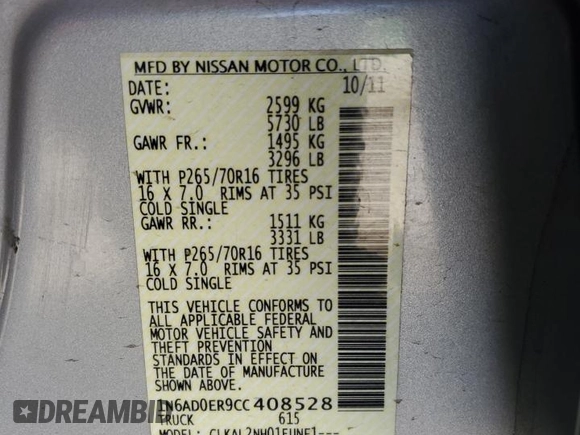 MFD BY NISSAN MOTOR CO., LTD.
DATE: 10/11
GVWR: 2599 KG
5730 LB
GAWR FR.: 1495 KG
3296 LB
WITH P265/70R16 TIRES
16 X 7.0 RIMS AT 35 PSI
COLD SINGLE
GAWR RR.: 1511 KG
3331 LB
WITH P265/70R16 TIRES
16 X 7.0 RIMS AT 35 PSI
COLD SINGLE
THIS VEHICLE CONFORMS TO
ALL APPLICABLE FEDERAL
MOTOR VEHICLE SAFETY AND
THEFT PREVENTION
STANDARDS IN EFFECT ON
THE DATE OF MANUFACTURE
SHOWN ABOVE.
1N6AD0ER9CC408528
TRUCK 615
MODEL: CLKAL2NH01EUNE1---
RIDESAFELY